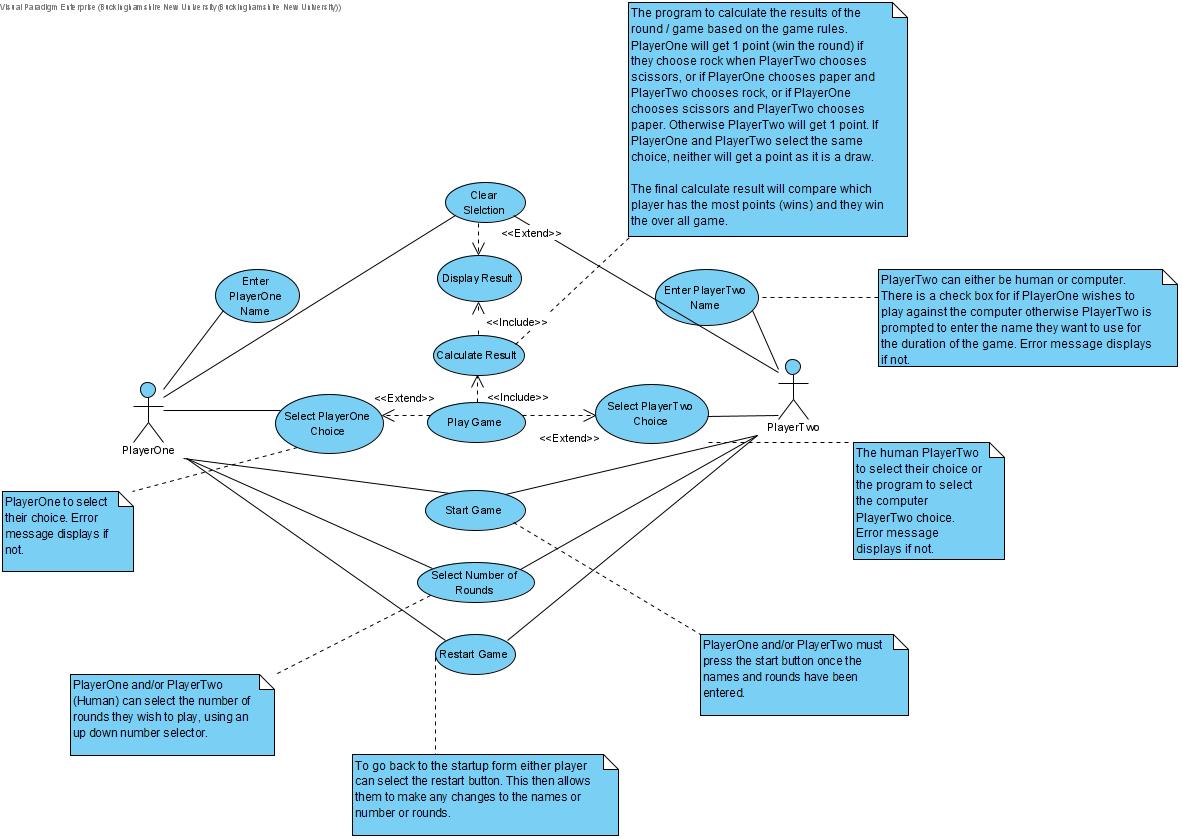 Visual Paradigm Enterprise (Buckinghamshire New University(Buckinghamshire New University))
The program to calculate the results of the
round / game based on the game rules.
PlayerOne will get 1 point (win the round) if
they choose rock when PlayerTwo chooses
scissors, or if PlayerOne chooses paper and
PlayerTwo chooses rock, or if PlayerOne
chooses scissors and PlayerTwo chooses
paper. Otherwise PlayerTwo will get 1 point. If
PlayerOne and PlayerTwo select the same
choice, neither will get a point as it is a draw.
The final calculate result will compare which
player has the most points (wins) and they win
the over all game.
Clear
Slelction
<<Extend>>
Display Result
Enter
PlayerOne
Name
Enter PlayerTwo
Name
PlayerTwo can either be human or computer.
There is a check box for if PlayerOne wishes to
play against the computer otherwise PlayerTwo is
prompted to enter the name they want to use for
the duration of the game. Error message displays
if not.
<<Include>>
Calculate Result
<<Extend>>
<<Include>>
Select PlayerOne
Choice
Play Game
Select PlayerTwo
Choice
<<Extend>>
PlayerOne
PlayerTwo
The human PlayerTwo
to select their choice or
the program to select
the computer
PlayerTwo choice.
Error message
displays if not.
PlayerOne to select
their choice. Error
message displays if
not.
Start Game
Select Number of
Rounds
Restart Game
PlayerOne and/or PlayerTwo must
press the start button once the
names and rounds have been
entered.
PlayerOne and/or PlayerTwo
(Human) can select the number of
rounds they wish to play, using an
up down number selector.
To go back to the startup form either player
can select the restart button. This then allows
them to make any changes to the names or
number or rounds.